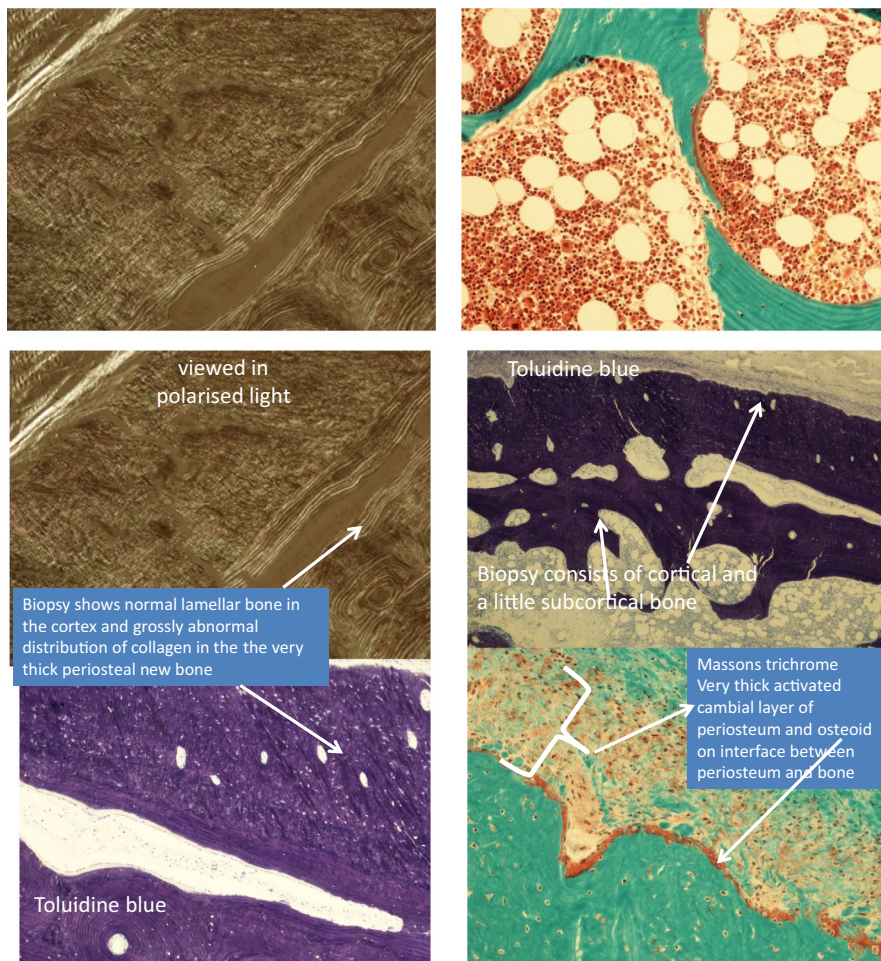 viewed in
polarised light
Toluidine blue
Biopsy consists of cortical and
a little subcortical bone
Biopsy shows normal lamellar bone in
the cortex and grossly abnormal
distribution of collagen in the the very
thick periosteal new bone
Massons trichrome
Very thick activated
cambial layer of
periosteum and osteoid
on interface between
periosteum and bone
Toluidine blue